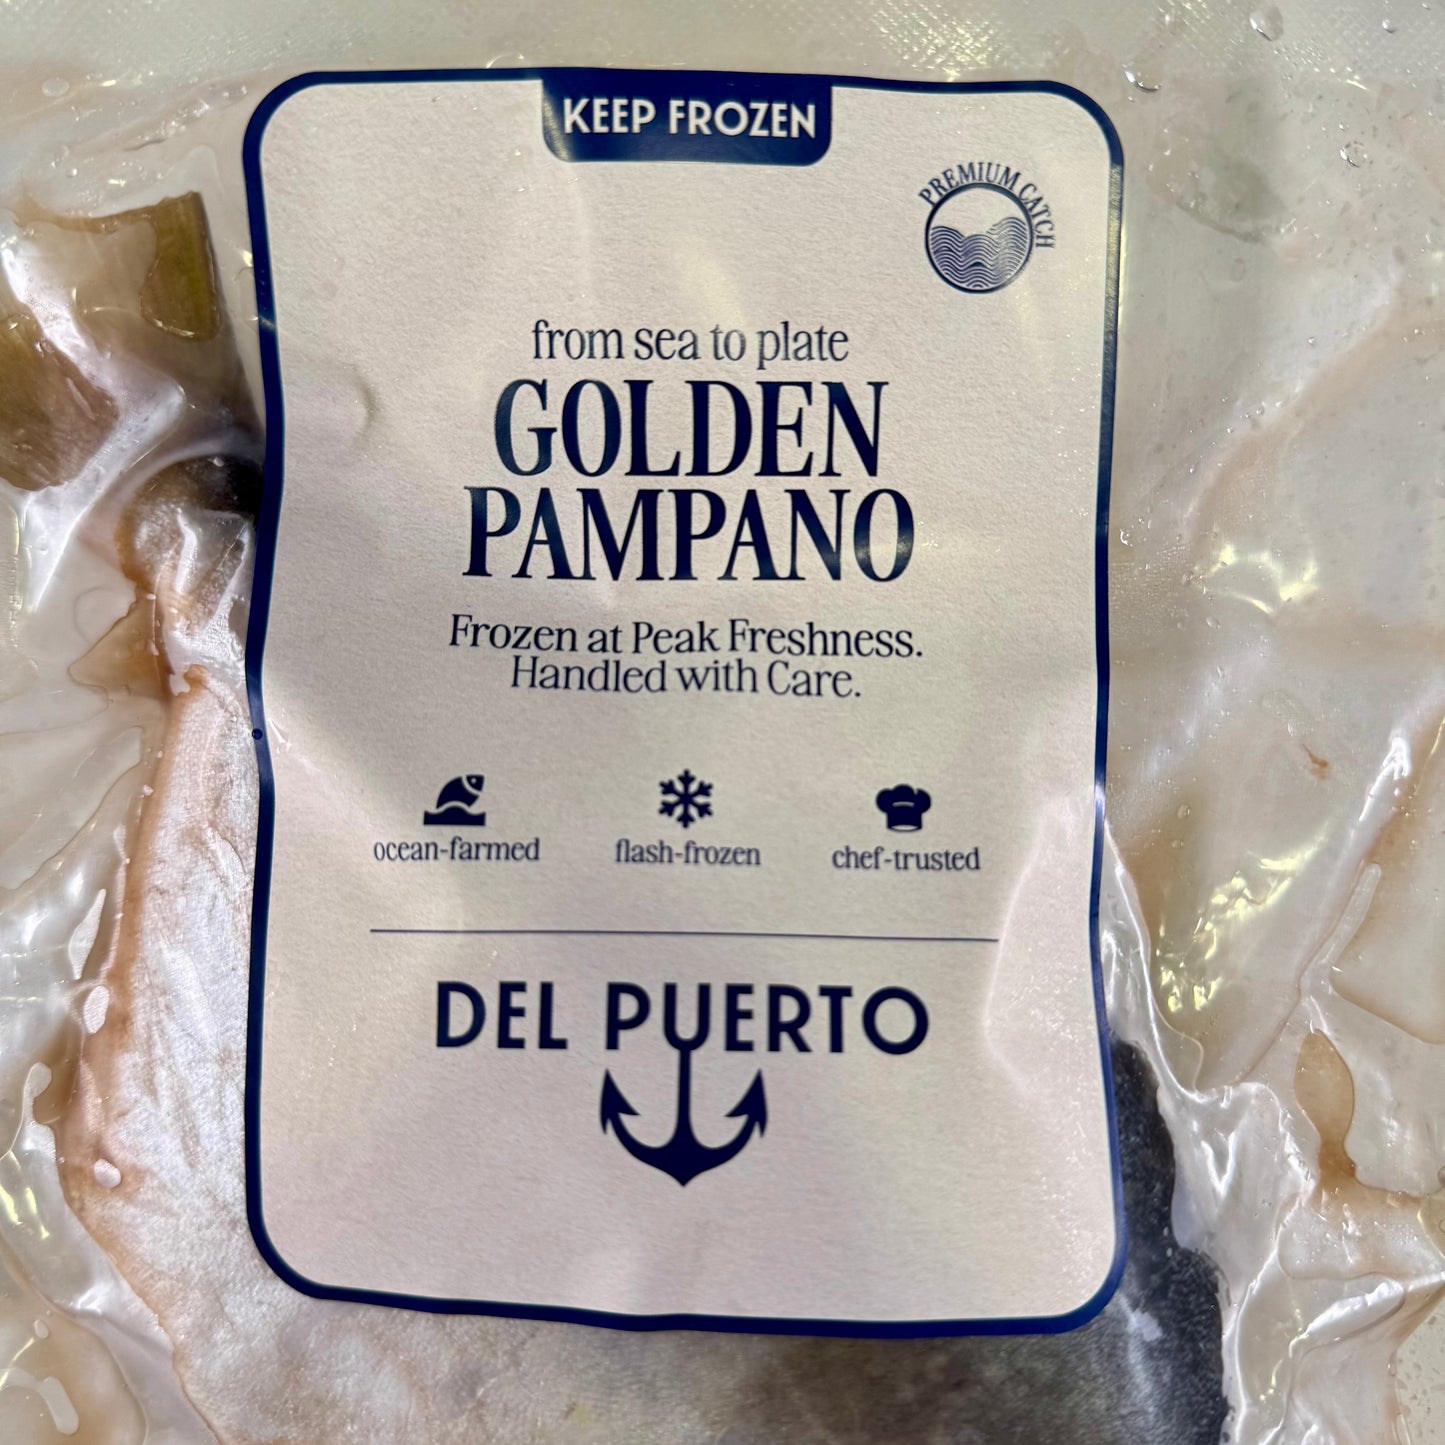 KEEP FROZEN
PREMIUM CATCH
from sea to plate
GOLDEN
PAMPANO
Frozen at Peak Freshness.
Handled with Care.
ocean-farmed
flash-frozen
chef-trusted
DEL PUERTO